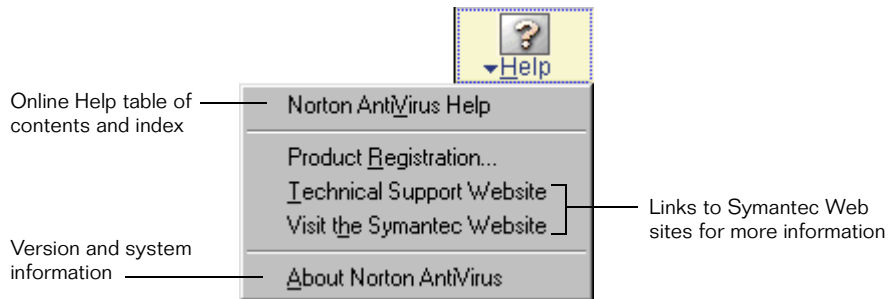 ?
Help
Online Help table of
contents and index
Norton AntiVirus Help
Product Registration...
Technical Support Website
Visit the Symantec Website
Links to Symantec Web
sites for more information
Version and system
information
About Norton AntiVirus